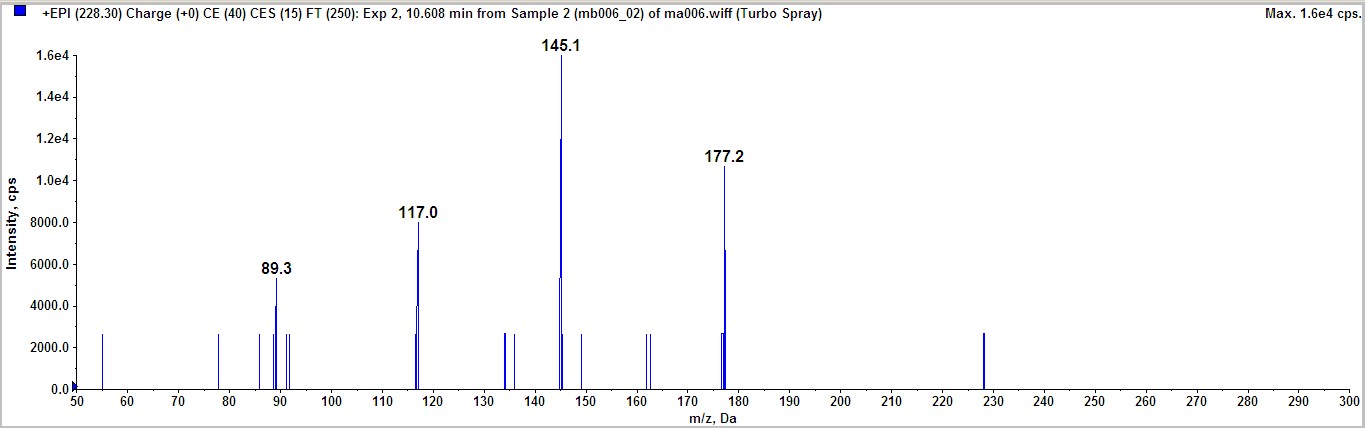 +EPI (228.30) Charge (+0) CE (40) CES (15) FT (250): Exp 2, 10.608 min from Sample 2 (mb006_02) of ma006.wiff (Turbo Spray) Max. 1.6e4 cps.
145.1
1.6e4
1.4e4
1.2e4
177.2
1.0e4
117.0
8000.0
6000.0
89.3
4000.0
2000.0
0.0
Intensity, cps
50 60 70 80 90 100 110 120 130 140 150 160 170 180 190 200 210 220 230 240 250 260 270 280 290 300
m/z, Da